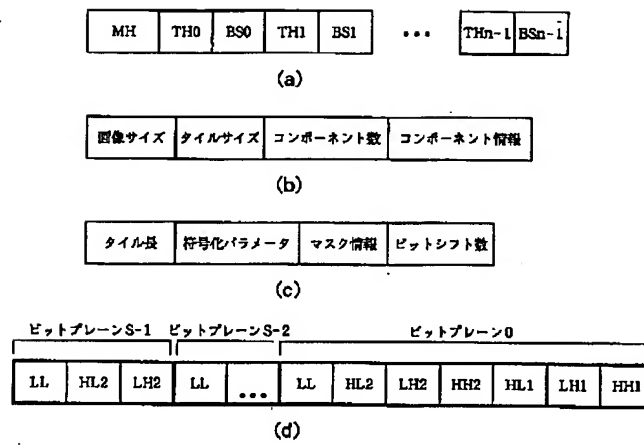 MH TH0 BS0 TH1 BS1 ••• THn-1 BSn-1
(a)
画像サイズ タイルサイズ コンポーネント数 コンポーネント情報
(b)
タイル長 符号化パラメータ マスク情報 ビットシフト数
(c)
ビットプレーンS-1 ビットプレーンS-2 ビットプレーン0
LL HL2 LH2 LL ••• LL HL2 LH2 HH2 HL1 LH1 HH1
(d)